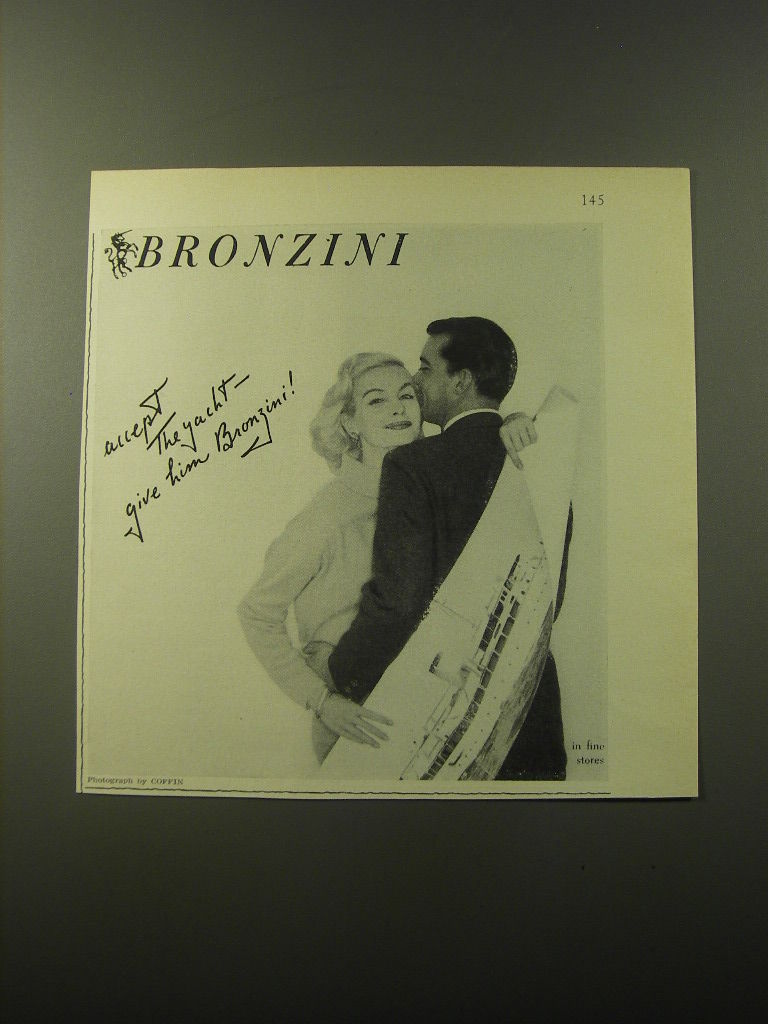 145
BRONZINI
accept
The yacht—
give him Bronzini!
in fine
stores
Photograph by COFFIN